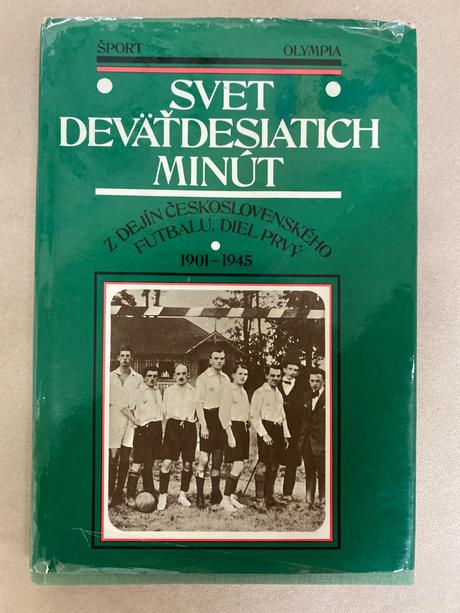 ŠPORT OLYMPIA
SVET
DEVÄŤDESIATICH
MINÚT
Z DEJÍN ČESKOSLOVENSKÉHO
FUTBALU, DIEL PRVÝ
1901–1945